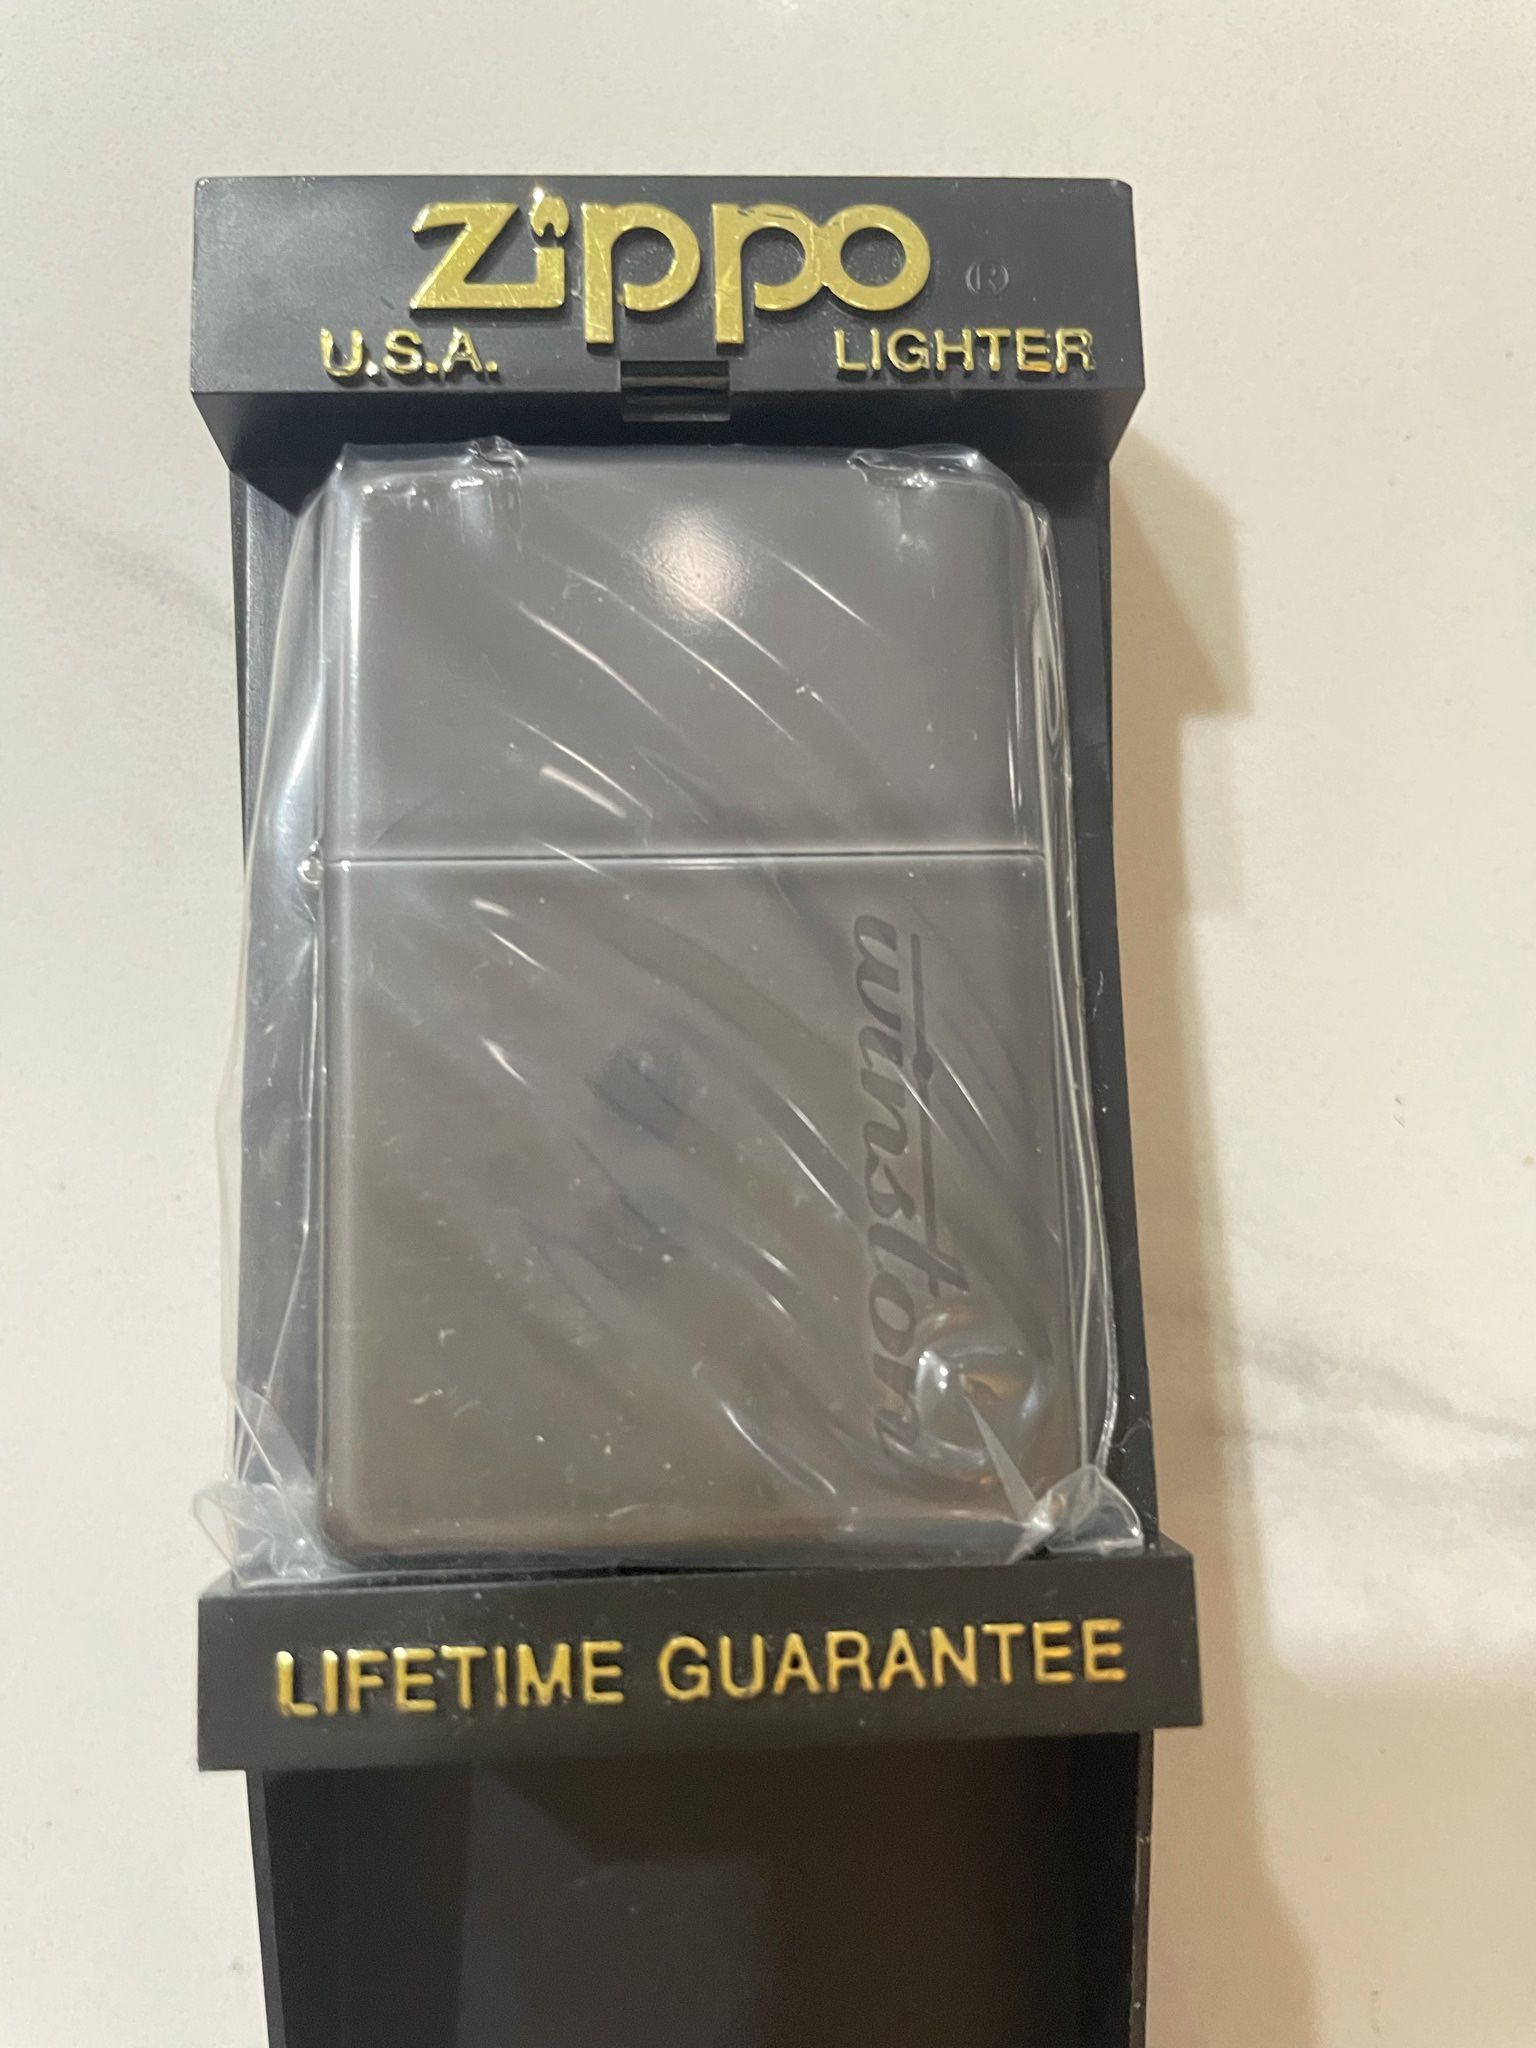 Zippo ®
U.S.A. LIGHTER
Winston
LIFETIME GUARANTEE